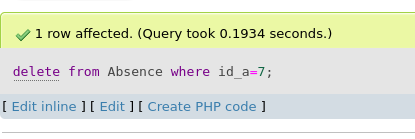 1 row affected. (Query took 0.1934 seconds.)
delete from Absence where id_a=7;
[ Edit inline ] [ Edit ] [ Create PHP code ]